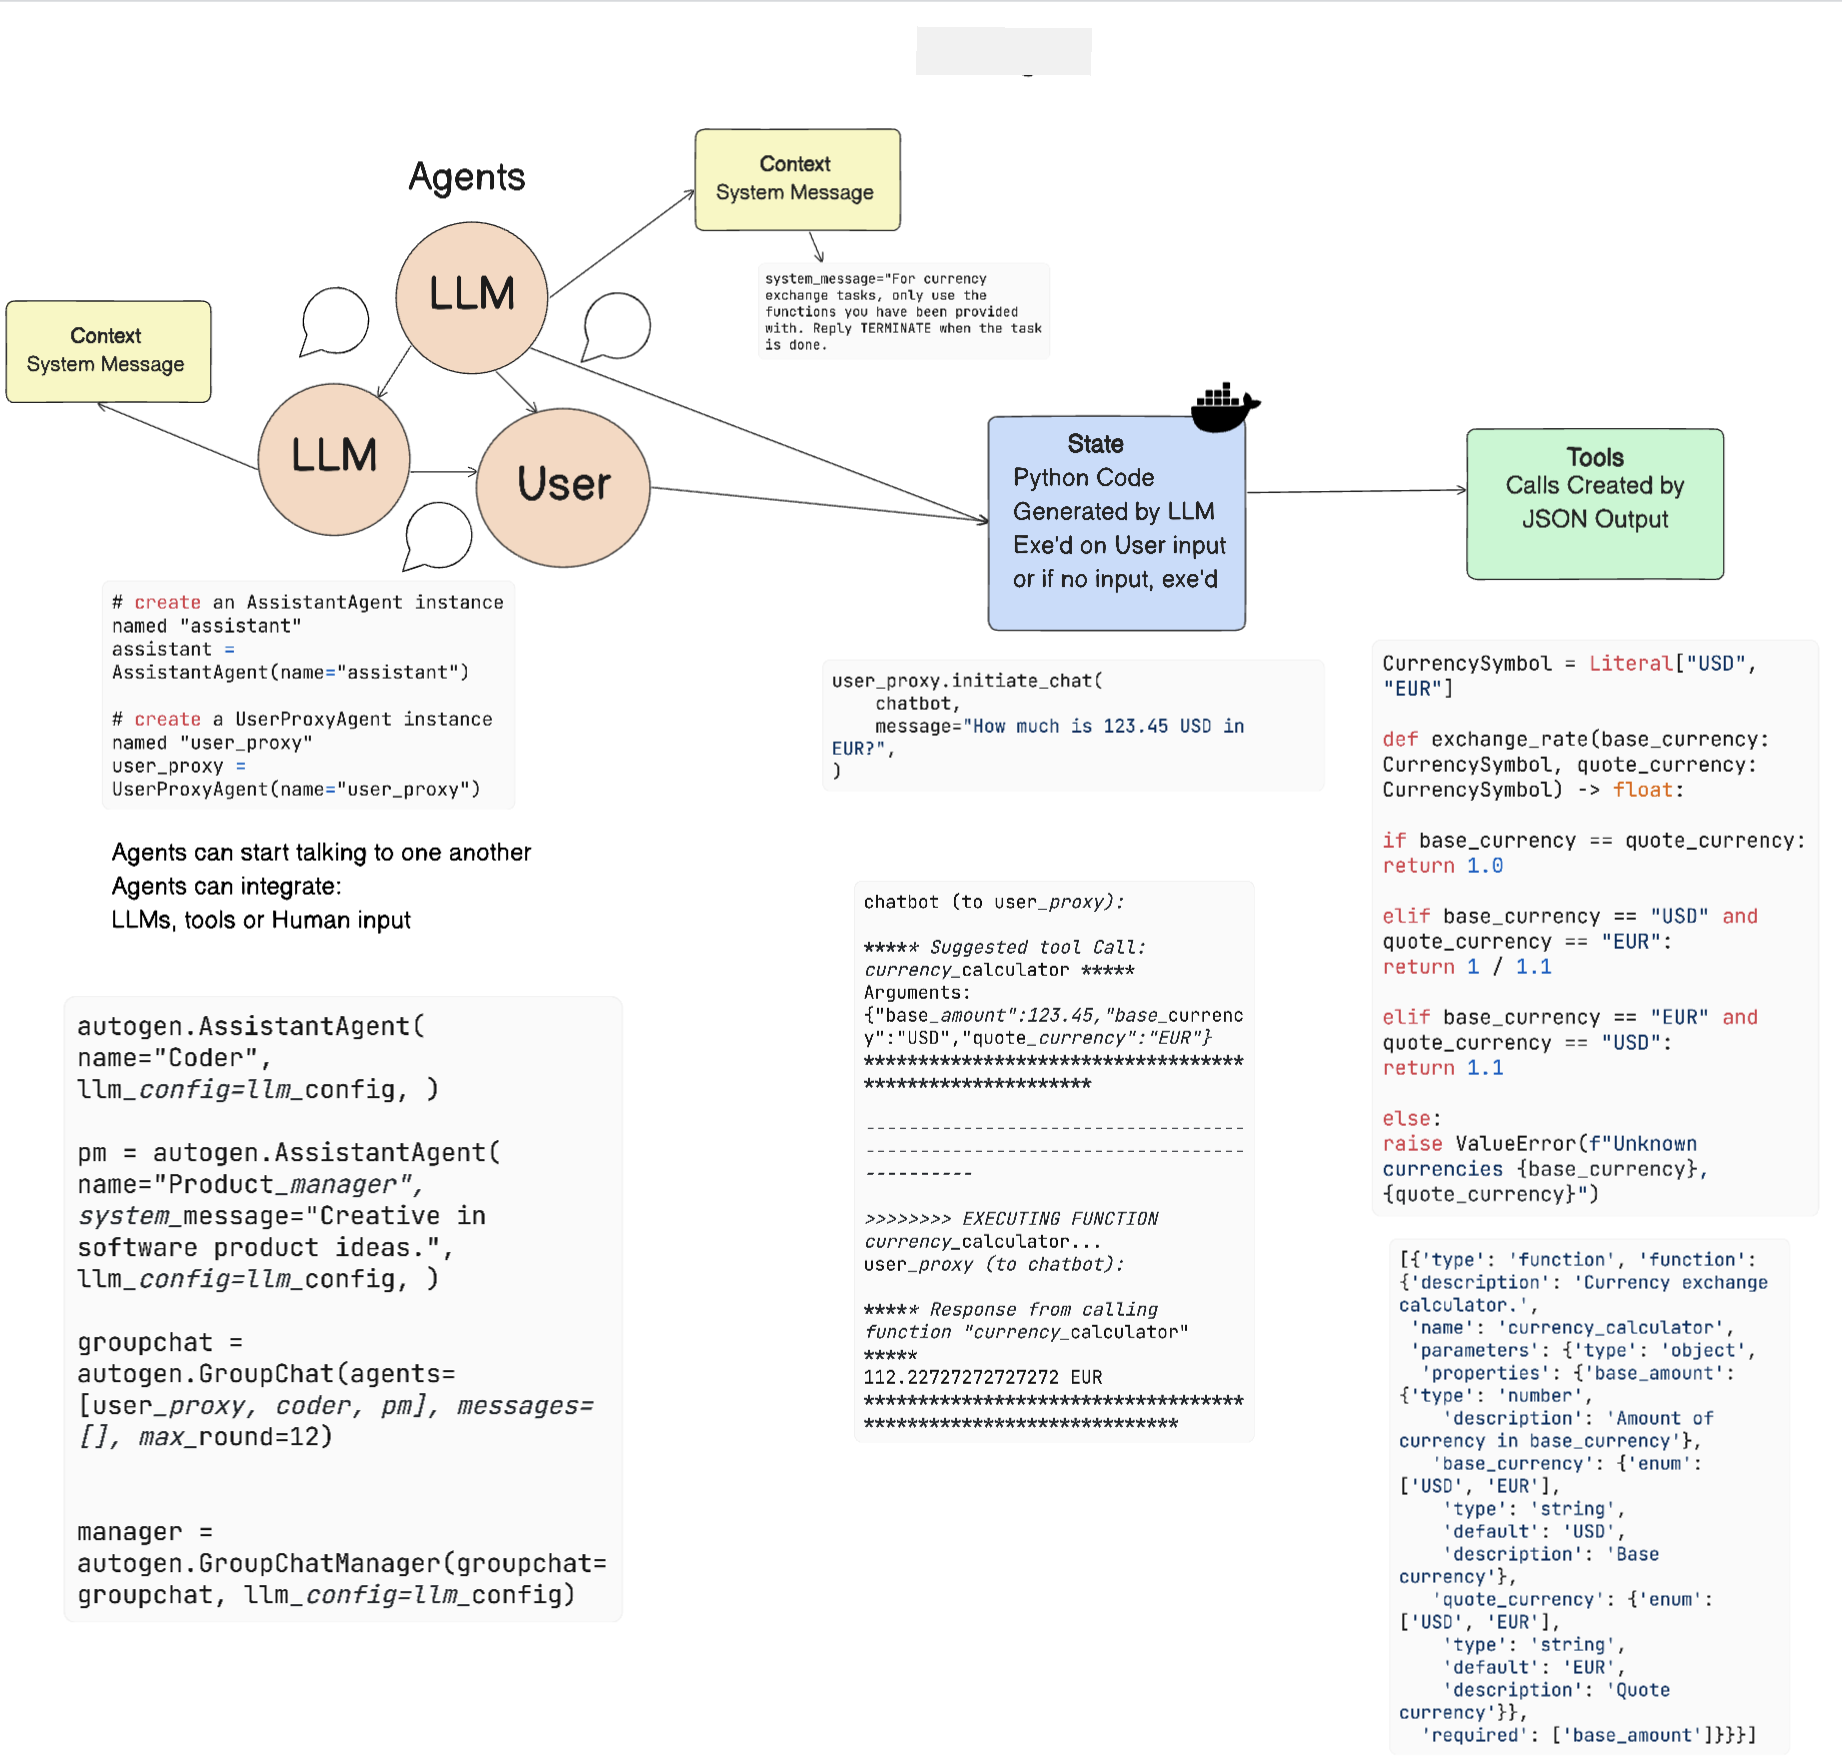 Agents
Context
System Message
LLM
system_message="For currency
exchange tasks, only use the
functions you have been provided
with. Reply TERMINATE when the task
is done.
Context
System Message
LLM
User
State
Python Code
Generated by LLM
Exe'd on User input
or if no input, exe'd
Tools
Calls Created by
JSON Output
# create an AssistantAgent instance
named "assistant"
assistant =
AssistantAgent(name="assistant")
# create a UserProxyAgent instance
named "user_proxy"
user_proxy =
UserProxyAgent(name="user_proxy")
Agents can start talking to one another
Agents can integrate:
LLMs, tools or Human input
autogen.AssistantAgent(
name="Coder",
llm_config=llm_config, )
pm = autogen.AssistantAgent(
name="Product_manager",
system_message="Creative in
software product ideas.",
llm_config=llm_config, )
groupchat =
autogen.GroupChat(agents=
[user_proxy, coder, pm], messages=
[], max_round=12)
manager =
autogen.GroupChatManager(groupchat=
groupchat, llm_config=llm_config)
user_proxy.initiate_chat(
chatbot,
message="How much is 123.45 USD in
EUR?",
)
chatbot (to user_proxy):
***** Suggested tool Call:
currency_calculator *****
Arguments:
{"base_amount":123.45,"base_currenc
y":"USD","quote_currency":"EUR"}
***********************************
*********************
-----------------------------------
-----------------------------------
----------
>>>>>>>> EXECUTING FUNCTION
currency_calculator...
user_proxy (to chatbot):
***** Response from calling
function "currency_calculator"
*****
112.22727272727272 EUR
***********************************
*****************************
CurrencySymbol = Literal["USD",
"EUR"]
def exchange_rate(base_currency:
CurrencySymbol, quote_currency:
CurrencySymbol) -> float:
if base_currency == quote_currency:
return 1.0
elif base_currency == "USD" and
quote_currency == "EUR":
return 1 / 1.1
elif base_currency == "EUR" and
quote_currency == "USD":
return 1.1
else:
raise ValueError(f"Unknown
currencies {base_currency},
{quote_currency}")
[{'type': 'function', 'function':
{'description': 'Currency exchange
calculator.',
'name': 'currency_calculator',
'parameters': {'type': 'object',
'properties': {'base_amount':
{'type': 'number',
'description': 'Amount of
currency in base_currency'},
'base_currency': {'enum':
['USD', 'EUR'],
'type': 'string',
'default': 'USD',
'description': 'Base
currency'},
'quote_currency': {'enum':
['USD', 'EUR'],
'type': 'string',
'default': 'EUR',
'description': 'Quote
currency'}},
'required': ['base_amount']}}}]